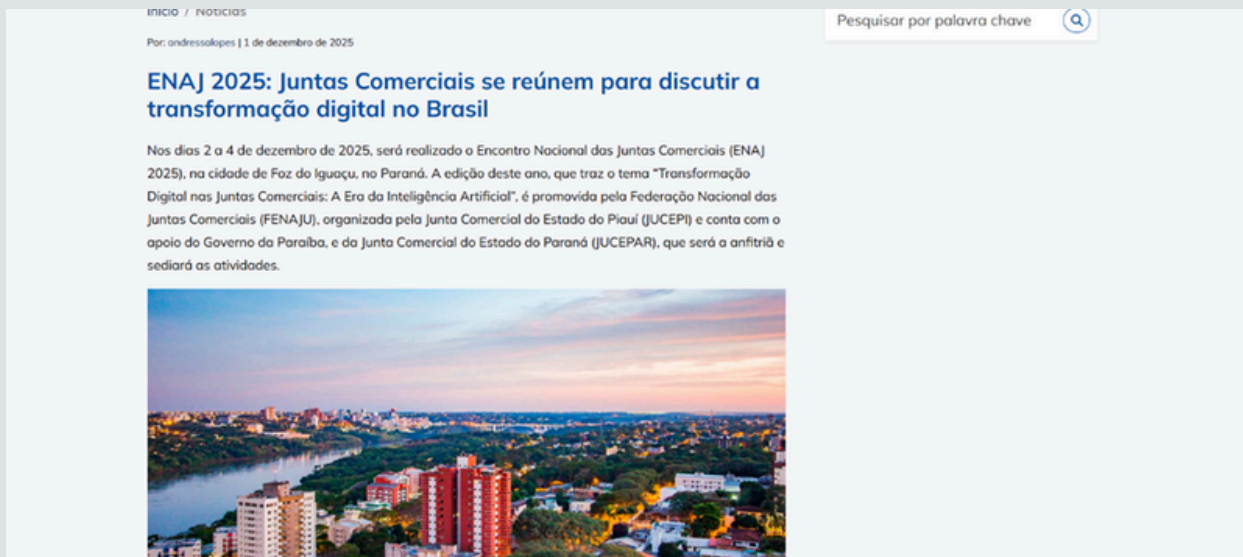 Início / Notícias
Pesquisar por palavra chave
Por: andressalopes | 1 de dezembro de 2025
ENAJ 2025: Juntas Comerciais se reúnem para discutir a
transformação digital no Brasil
Nos dias 2 a 4 de dezembro de 2025, será realizado o Encontro Nacional das Juntas Comerciais (ENAJ
2025), na cidade de Foz do Iguaçu, no Paraná. A edição deste ano, que traz o tema “Transformação
Digital nas Juntas Comerciais: A Era da Inteligência Artificial”, é promovida pela Federação Nacional das
Juntas Comerciais (FENAJU), organizada pela Junta Comercial do Estado do Piauí (JUCEPI) e conta com o
apoio do Governo da Paraíba, e da Junta Comercial do Estado do Paraná (JUCEPAR), que será a anfitriã e
sediará as atividades.